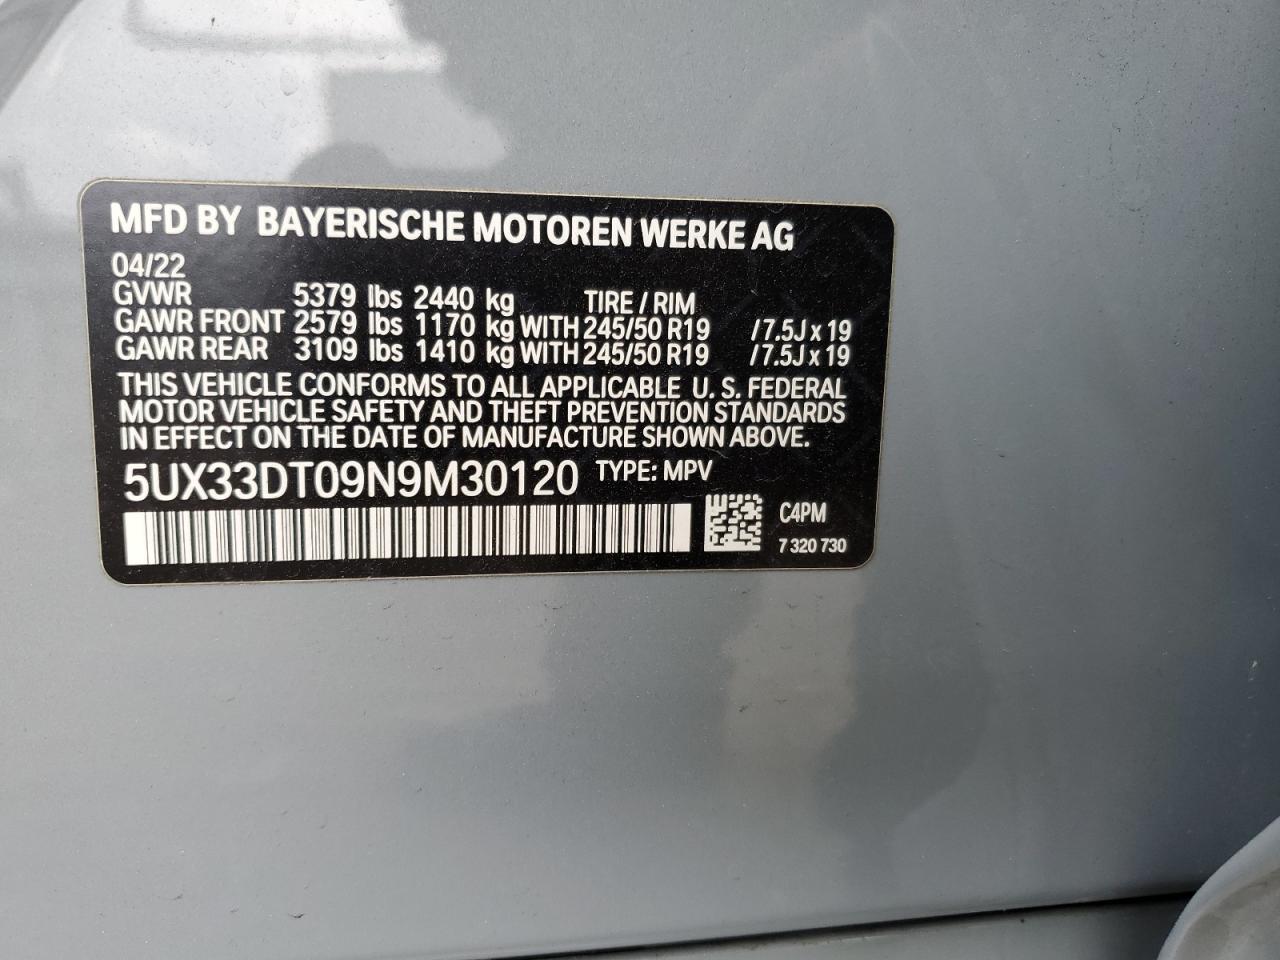 MFD BY BAYERISCHE MOTOREN WERKE AG
04/22
GVWR 5379 lbs 2440 kg TIRE / RIM
GAWR FRONT 2579 lbs 1170 kg WITH 245/50 R19 / 7.5J x 19
GAWR REAR 3109 lbs 1410 kg WITH 245/50 R19 / 7.5J x 19
THIS VEHICLE CONFORMS TO ALL APPLICABLE U. S. FEDERAL
MOTOR VEHICLE SAFETY AND THEFT PREVENTION STANDARDS
IN EFFECT ON THE DATE OF MANUFACTURE SHOWN ABOVE.
5UX33DT09N9M30120 TYPE: MPV
C4PM
7 320 730